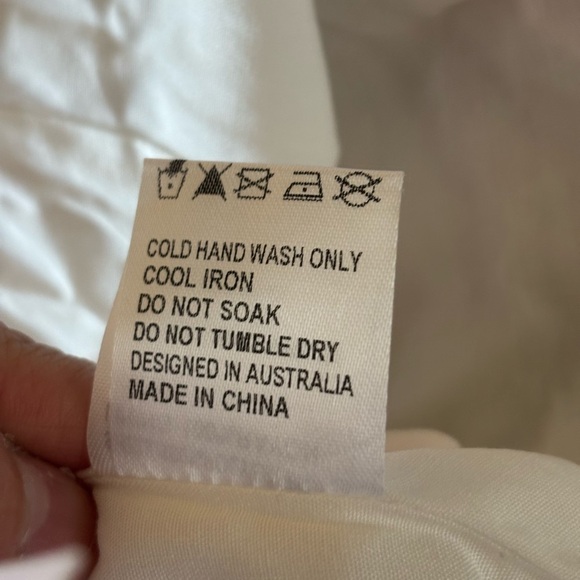 COLD HAND WASH ONLY
COOL IRON
DO NOT SOAK
DO NOT TUMBLE DRY
DESIGNED IN AUSTRALIA
MADE IN CHINA